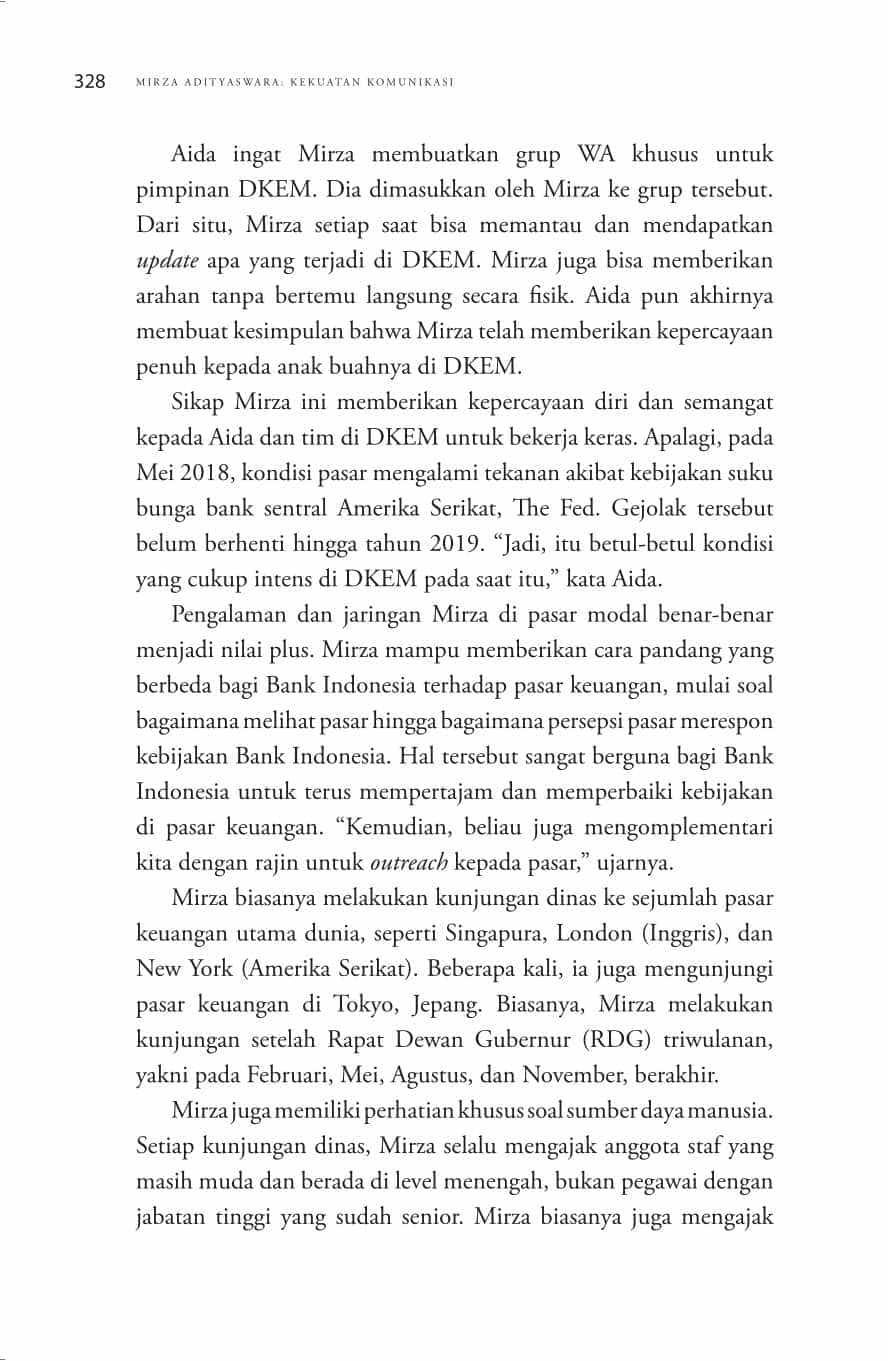 328 MIRZA ADITYASWARA: KEKUATAN KOMUNIKASI
Aida ingat Mirza membuatkan grup WA khusus untuk
pimpinan DKEM. Dia dimasukkan oleh Mirza ke grup tersebut.
Dari situ, Mirza setiap saat bisa memantau dan mendapatkan
update apa yang terjadi di DKEM. Mirza juga bisa memberikan
arahan tanpa bertemu langsung secara fisik. Aida pun akhirnya
membuat kesimpulan bahwa Mirza telah memberikan kepercayaan
penuh kepada anak buahnya di DKEM.
Sikap Mirza ini memberikan kepercayaan diri dan semangat
kepada Aida dan tim di DKEM untuk bekerja keras. Apalagi, pada
Mei 2018, kondisi pasar mengalami tekanan akibat kebijakan suku
bunga bank sentral Amerika Serikat, The Fed. Gejolak tersebut
belum berhenti hingga tahun 2019. “Jadi, itu betul-betul kondisi
yang cukup intens di DKEM pada saat itu,” kata Aida.
Pengalaman dan jaringan Mirza di pasar modal benar-benar
menjadi nilai plus. Mirza mampu memberikan cara pandang yang
berbeda bagi Bank Indonesia terhadap pasar keuangan, mulai soal
bagaimana melihat pasar hingga bagaimana persepsi pasar merespon
kebijakan Bank Indonesia. Hal tersebut sangat berguna bagi Bank
Indonesia untuk terus mempertajam dan memperbaiki kebijakan
di pasar keuangan. “Kemudian, beliau juga mengomplementari
kita dengan rajin untuk outreach kepada pasar,” ujarnya.
Mirza biasanya melakukan kunjungan dinas ke sejumlah pasar
keuangan utama dunia, seperti Singapura, London (Inggris), dan
New York (Amerika Serikat). Beberapa kali, ia juga mengunjungi
pasar keuangan di Tokyo, Jepang. Biasanya, Mirza melakukan
kunjungan setelah Rapat Dewan Gubernur (RDG) triwulanan,
yakni pada Februari, Mei, Agustus, dan November, berakhir.
Mirza juga memiliki perhatian khusus soal sumber daya manusia.
Setiap kunjungan dinas, Mirza selalu mengajak anggota staf yang
masih muda dan berada di level menengah, bukan pegawai dengan
jabatan tinggi yang sudah senior. Mirza biasanya juga mengajak